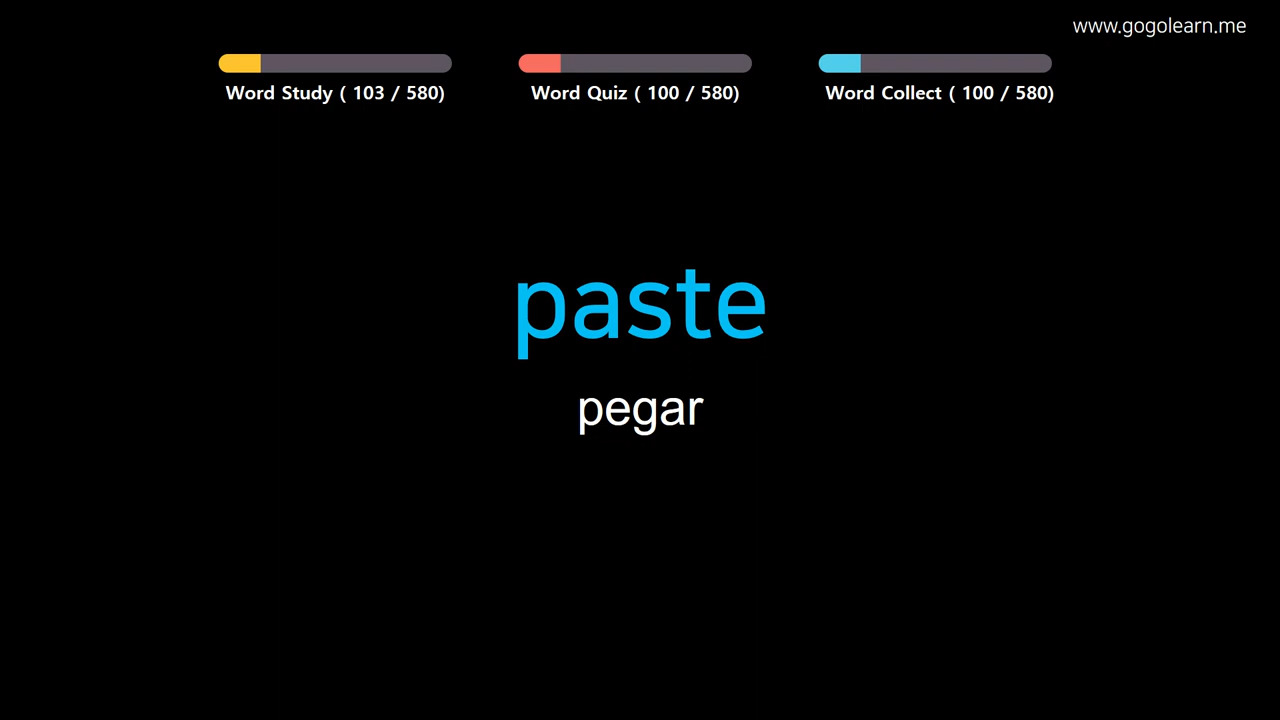 www.gogolearn.me
Word Study ( 103 / 580)
Word Quiz ( 100 / 580)
Word Collect ( 100 / 580)
paste
pegar